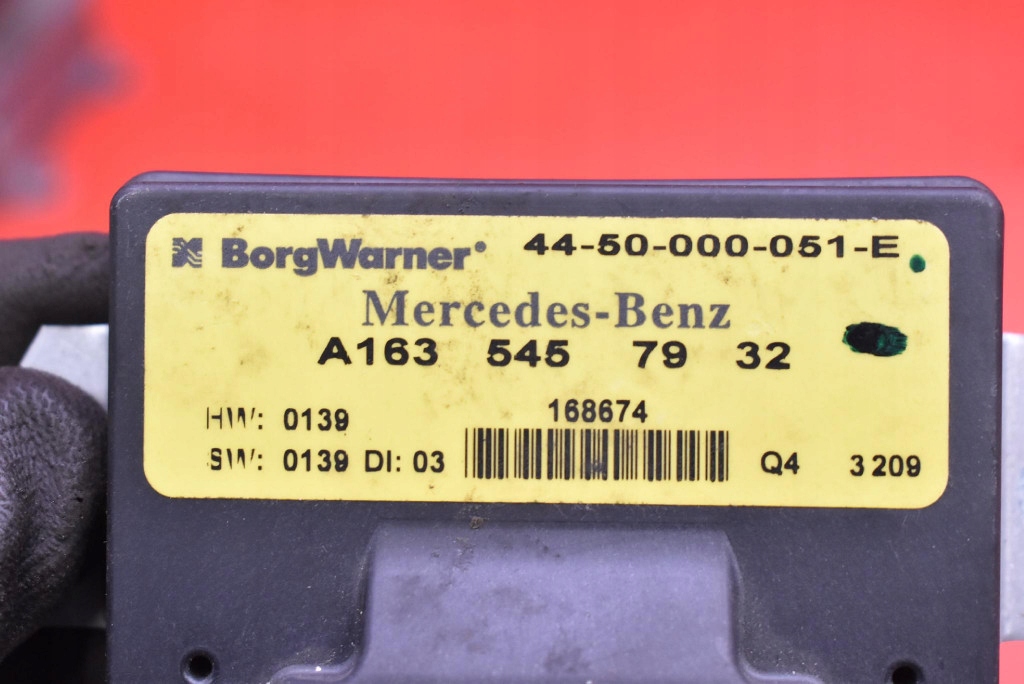 BorgWarner 44-50-000-051-E
Mercedes-Benz
A163 545 79 32
HW: 0139 168674
SW: 0139 DI: 03 Q4 3209